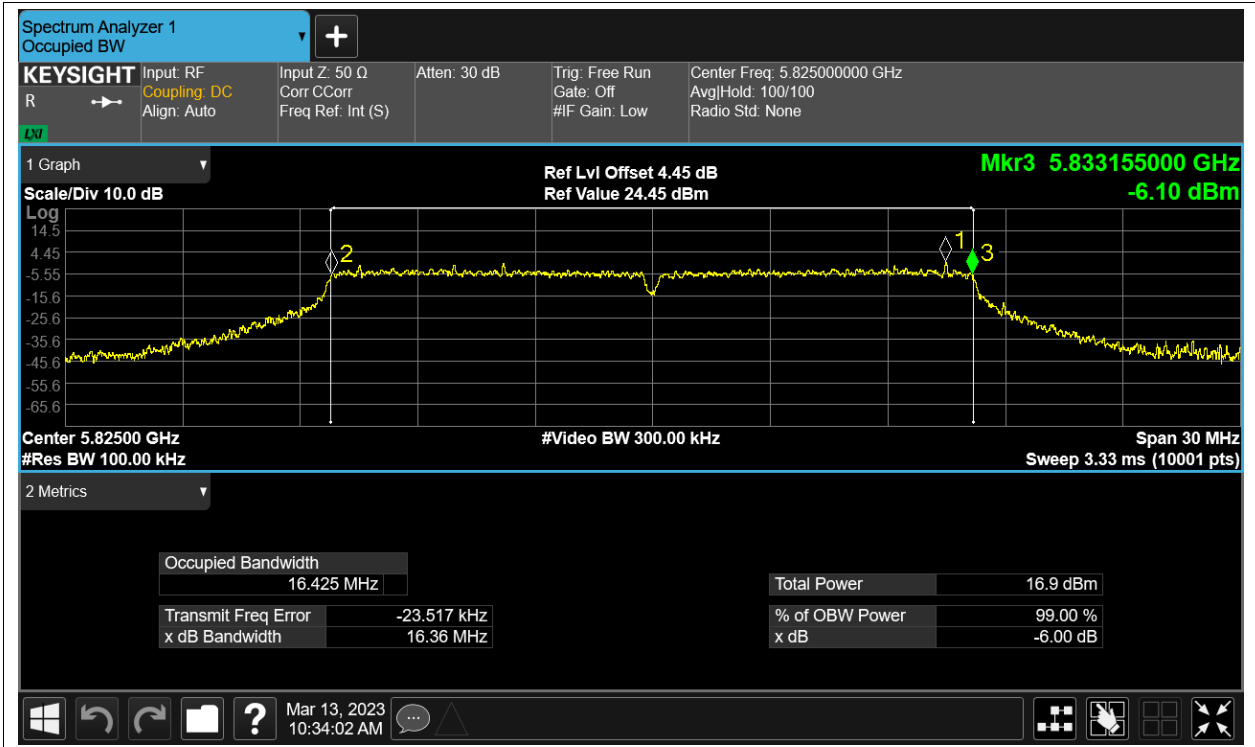 Spectrum Analyzer 1
Occupied BW
▼
+
KEYSIGHT
R
LXI
Input: RF
Coupling: DC
Align: Auto
Input Z: 50 Ω
Corr CCorr
Freq Ref: Int (S)
Atten: 30 dB
Trig: Free Run
Gate: Off
#IF Gain: Low
Center Freq: 5.825000000 GHz
Avg|Hold: 100/100
Radio Std: None
1 Graph ▼
Scale/Div 10.0 dB
Ref Lvl Offset 4.45 dB
Ref Value 24.45 dBm
Mkr3 5.833155000 GHz
-6.10 dBm
Log
14.5
4.45
-5.55
-15.6
-25.6
-35.6
-45.6
-55.6
-65.6
2
1
3
Center 5.82500 GHz
#Res BW 100.00 kHz
#Video BW 300.00 kHz
Span 30 MHz
Sweep 3.33 ms (10001 pts)
2 Metrics ▼
Occupied Bandwidth
16.425 MHz
Transmit Freq Error -23.517 kHz
x dB Bandwidth 16.36 MHz
Total Power 16.9 dBm
% of OBW Power 99.00 %
x dB -6.00 dB
?
Mar 13, 2023
10:34:02 AM